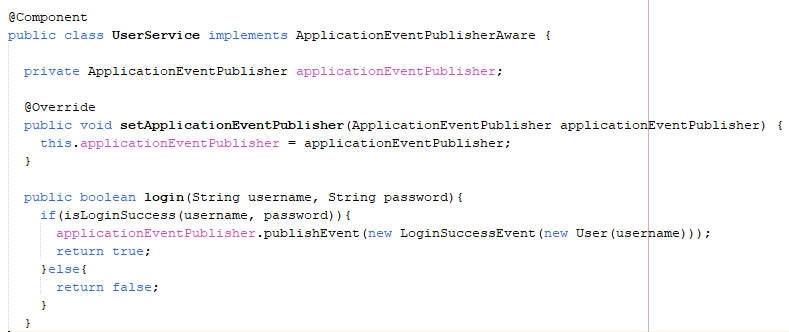 @Component
public class UserService implements ApplicationEventPublisherAware {
private ApplicationEventPublisher applicationEventPublisher;
@Override
public void setApplicationEventPublisher(ApplicationEventPublisher applicationEventPublisher) {
this.applicationEventPublisher = applicationEventPublisher;
}
public boolean login(String username, String password){
if(isLoginSuccess(username, password)){
applicationEventPublisher.publishEvent(new LoginSuccessEvent(new User(username)));
return true;
}else{
return false;
}
}